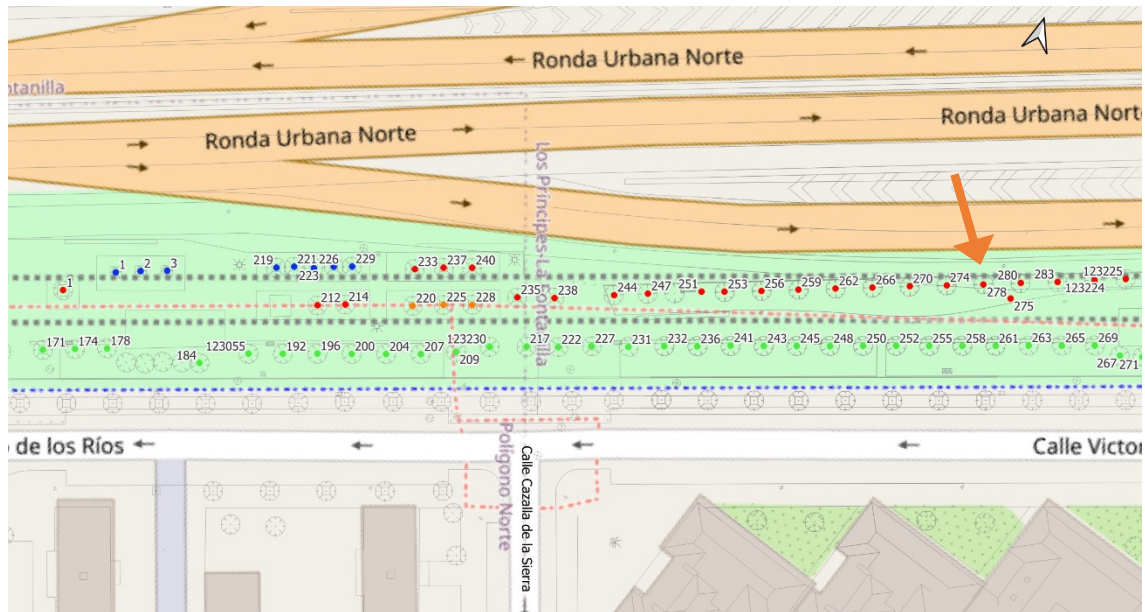 Ronda Urbana Norte
ntanilla
Ronda Urbana Norte
Ronda Urbana Norte
Los Príncipes-La Fontanilla
219 221 226 229
223
1 2 3
233 237 240
1
212 214
220 225 228
235 238
244 247 251 253 256 259 262 266 270 274 280 283 123225
278 123224
275
171 174 178
184
123055 192 196 200 204 207
123230
209
217 222 227 231 232 236 241 243 245 248 250 252 255 258 261 263 265 269
267 271
o de los Ríos
Calle Victor
Polígono Norte
Calle Cazalla de la Sierra